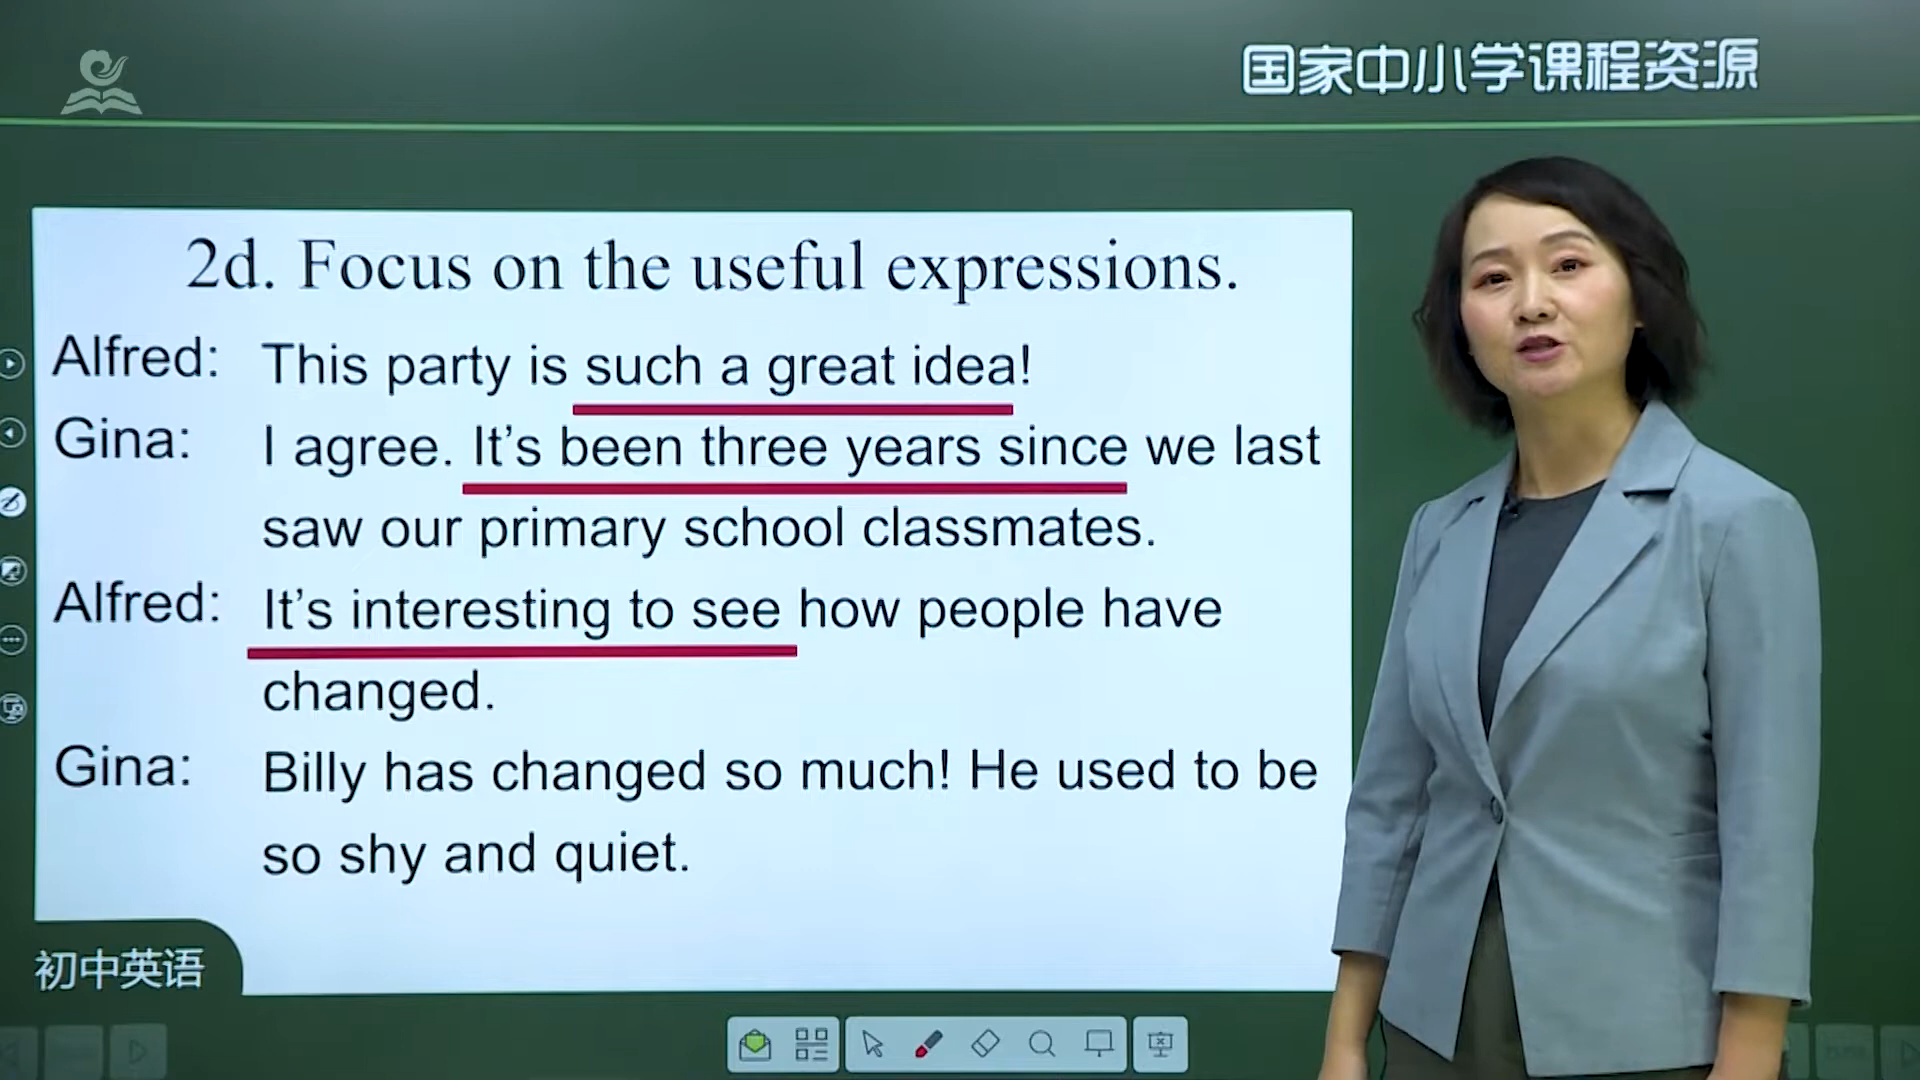 国家中小学课程资源
2d. Focus on the useful expressions.
Alfred: This party is such a great idea!
Gina: I agree. It’s been three years since we last
saw our primary school classmates.
Alfred: It’s interesting to see how people have
changed.
Gina: Billy has changed so much! He used to be
so shy and quiet.
初中英语